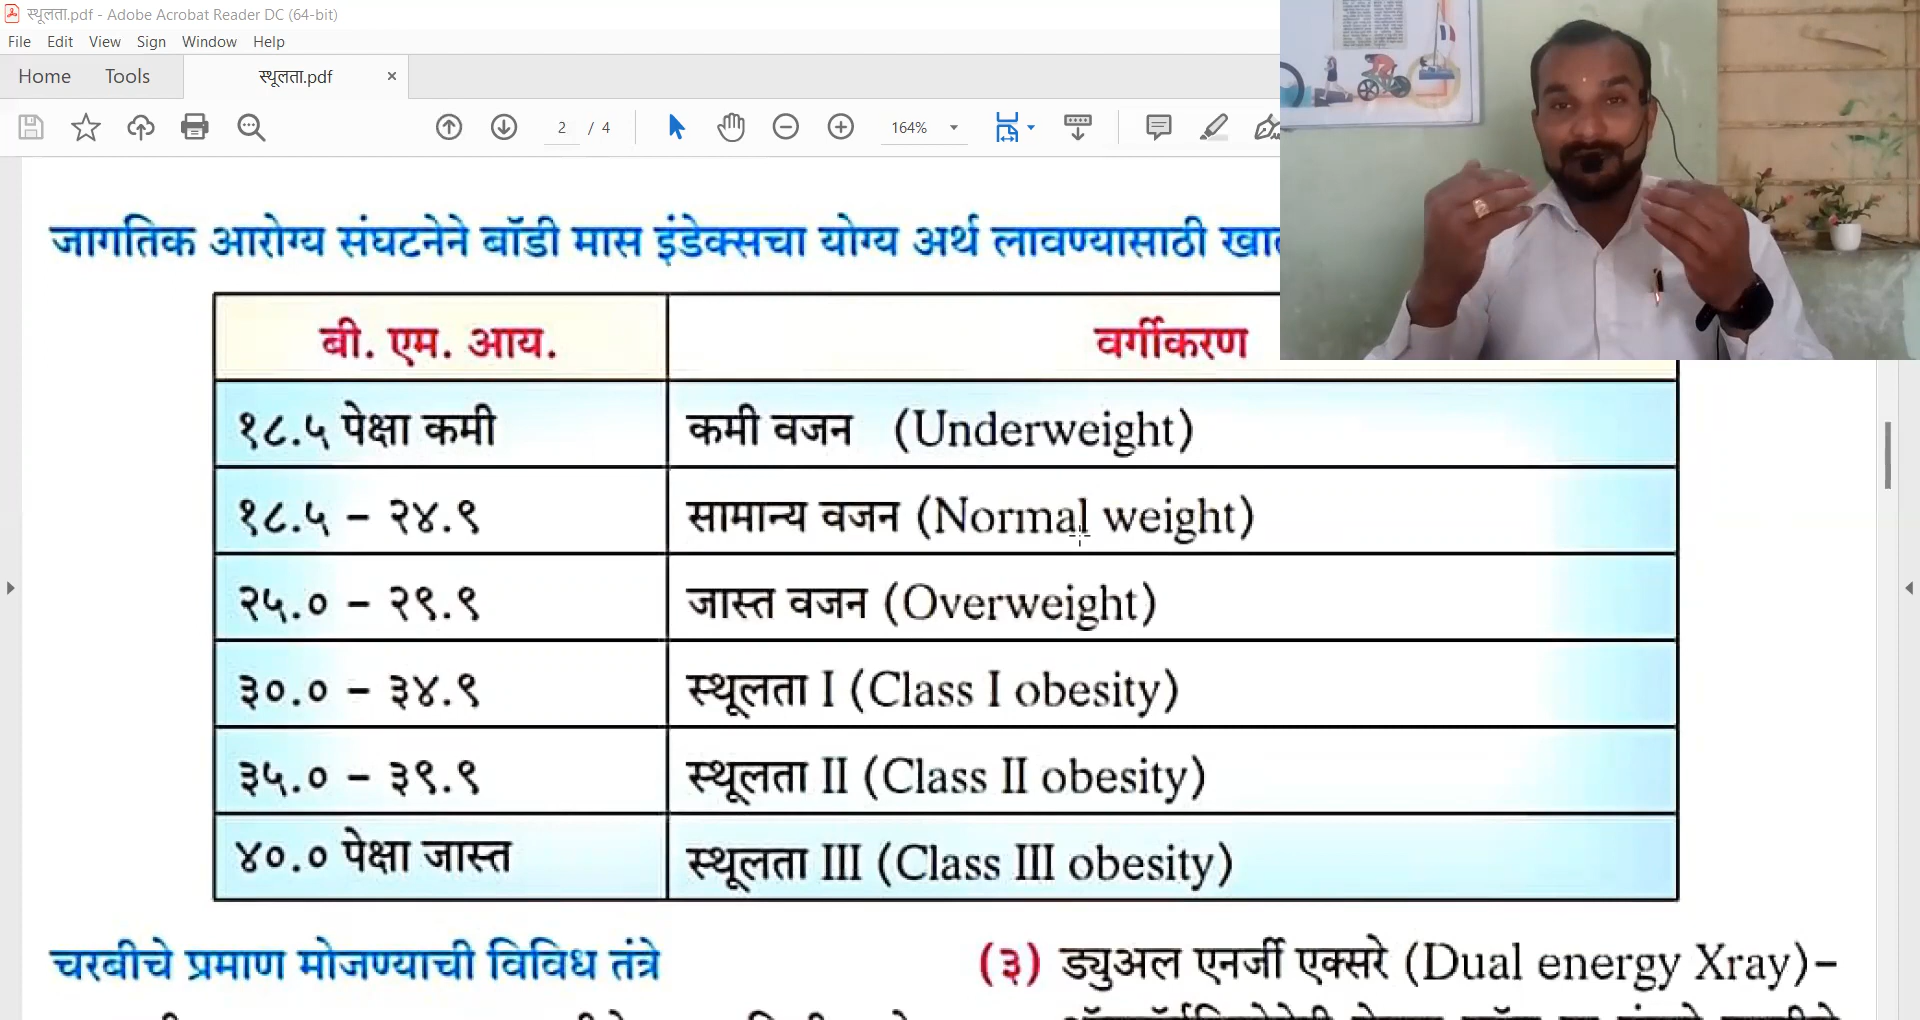 स्थूलता.pdf - Adobe Acrobat Reader DC (64-bit)
File Edit View Sign Window Help
Home Tools स्थूलता.pdf ×
2 / 4 164%
जागतिक आरोग्य संघटनेने बॉडी मास इंडेक्सचा योग्य अर्थ लावण्यासाठी
बी. एम. आय. वर्गीकरण
१८.५ पेक्षा कमी कमी वजन (Underweight)
१८.५ – २४.९ सामान्य वजन (Normal weight)
२५.० – २९.९ जास्त वजन (Overweight)
३०.० – ३४.९ स्थूलता I (Class I obesity)
३५.० – ३९.९ स्थूलता II (Class II obesity)
४०.० पेक्षा जास्त स्थूलता III (Class III obesity)
चरबीचे प्रमाण मोजण्याची विविध तंत्रे
(३) ड्युअल एनर्जी एक्सरे (Dual energy Xray)–